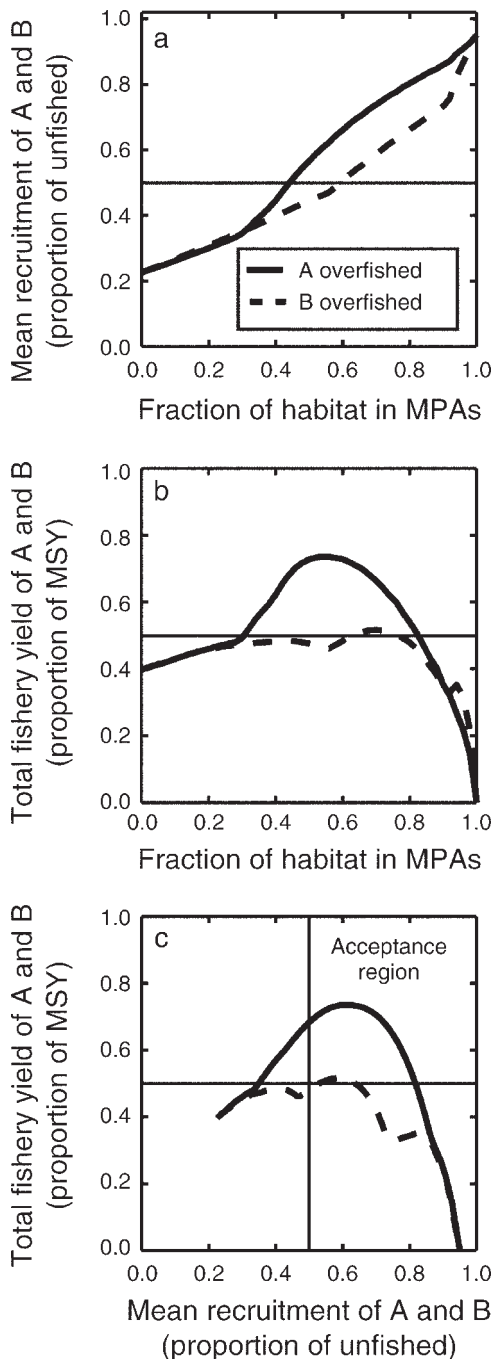 a
Mean recruitment of A and B
(proportion of unfished)
1.0
0.8
0.6
0.4
0.2
0.0
A overfished
B overfished
0.0 0.2 0.4 0.6 0.8 1.0
Fraction of habitat in MPAs
b
Total fishery yield of A and B
(proportion of MSY)
1.0
0.8
0.6
0.4
0.2
0.0
0.0 0.2 0.4 0.6 0.8 1.0
Fraction of habitat in MPAs
c
Total fishery yield of A and B
(proportion of MSY)
1.0
0.8
0.6
0.4
0.2
0.0
Acceptance
region
0.0 0.2 0.4 0.6 0.8 1.0
Mean recruitment of A and B
(proportion of unfished)